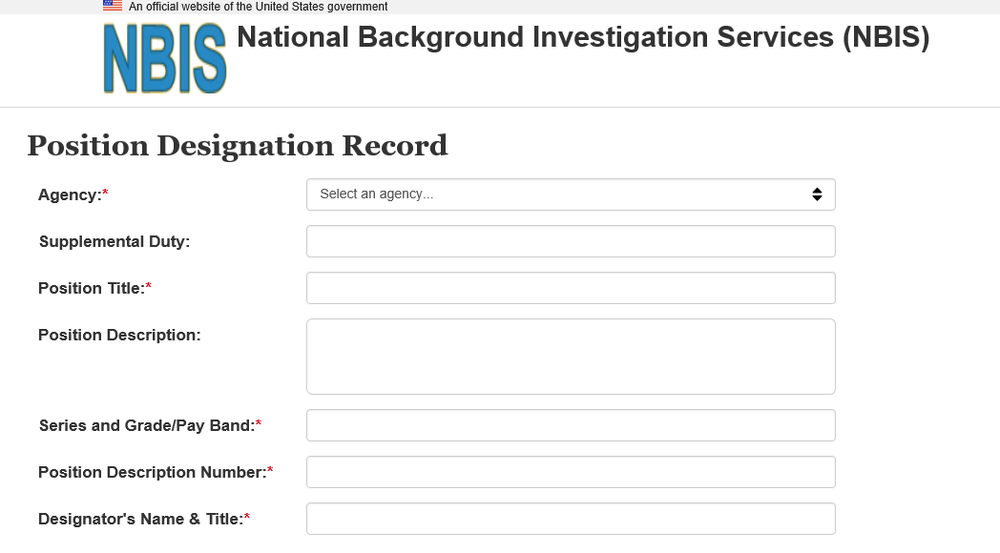 An official website of the United States government
NBIS National Background Investigation Services (NBIS)
Position Designation Record
Agency:* Select an agency...
Supplemental Duty:
Position Title:*
Position Description:
Series and Grade/Pay Band:*
Position Description Number:*
Designator's Name & Title:*